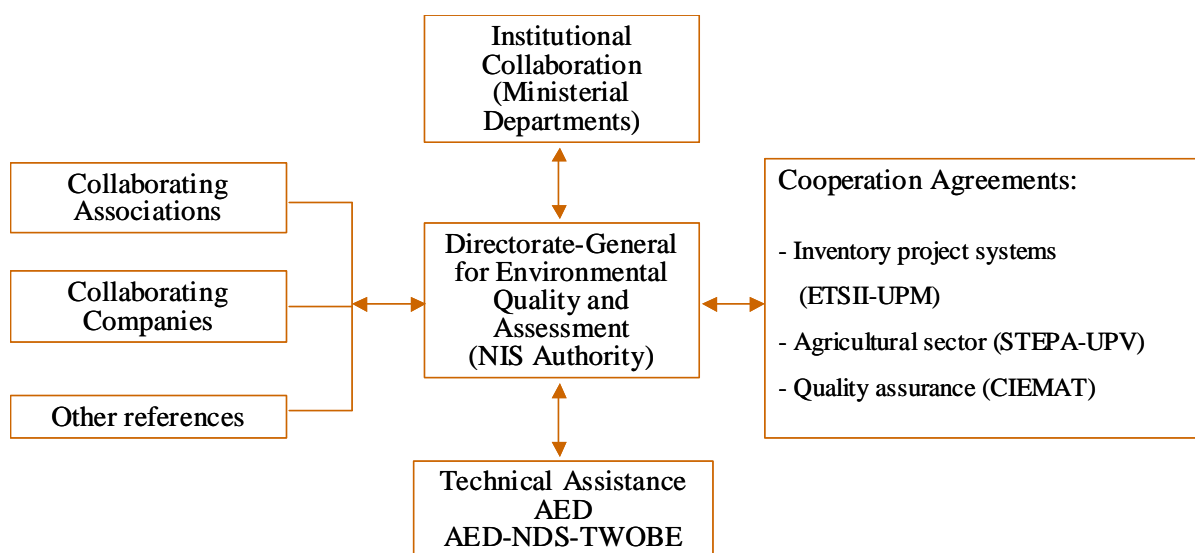 Institutional
Collaboration
(Ministerial
Departments)
Collaborating
Associations
Collaborating
Companies
Other references
Directorate-General
for Environmental
Quality and
Assessment
(NIS Authority)
Cooperation Agreements:
- Inventory project systems
(ETSII-UPM)
- Agricultural sector (STEPA-UPV)
- Quality assurance (CIEMAT)
Technical Assistance
AED
AED-NDS-TWOBE